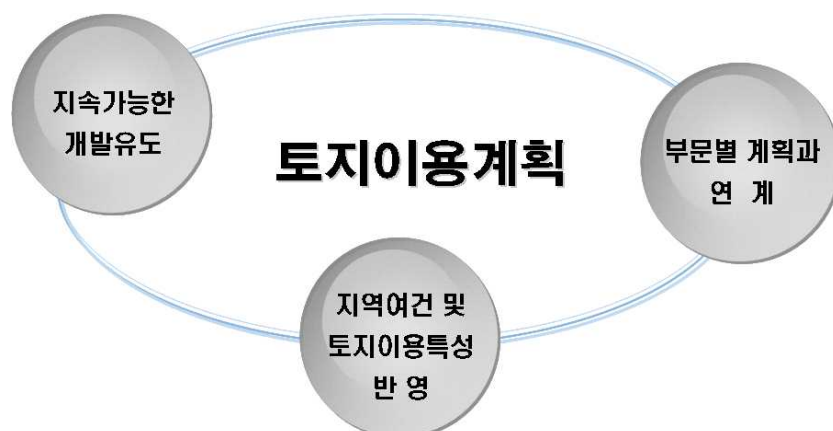 지속가능한
개발유도
토지이용계획
부문별 계획과
연 계
지역여건 및
토지이용특성
반 영